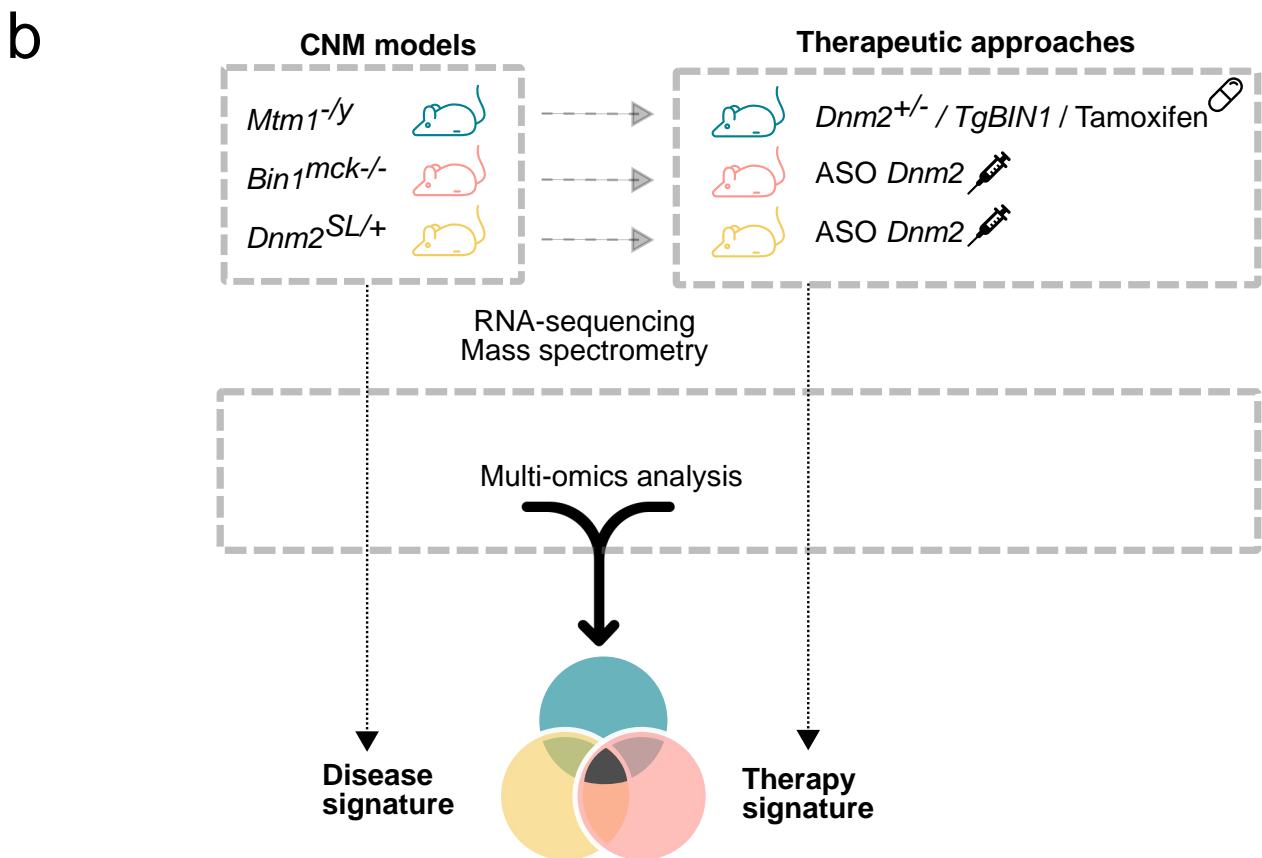 b
CNM models
Therapeutic approaches
Mtm1-/y
Dnm2+/- / TgBIN1 / Tamoxifen
Bin1mck-/-
ASO Dnm2
Dnm2SL/+
ASO Dnm2
RNA-sequencing
Mass spectrometry
Multi-omics analysis
Disease
signature
Therapy
signature